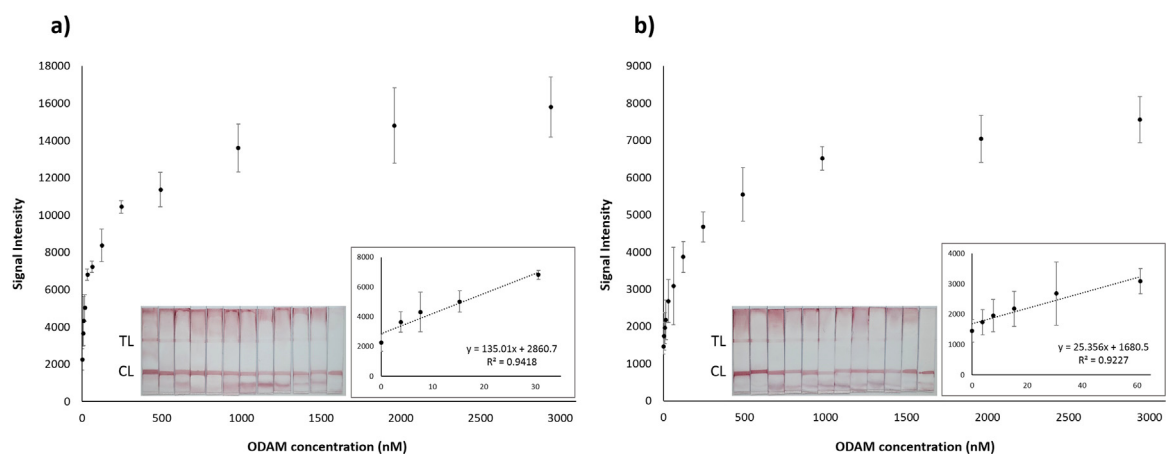 a)
18000
16000
14000
12000
10000
8000
6000
4000
2000
0
Signal Intensity
0 500 1000 1500 2000 2500 3000
ODAM concentration (nM)
TL
CL
8000
6000
4000
2000
0
0 10 20 30
y = 135.01x + 2860.7
R² = 0.9418
b)
9000
8000
7000
6000
5000
4000
3000
2000
1000
0
Signal Intensity
0 500 1000 1500 2000 2500 3000
ODAM concentration (nM)
TL
CL
4000
3000
2000
1000
0
0 20 40 60
y = 25.356x + 1680.5
R² = 0.9227